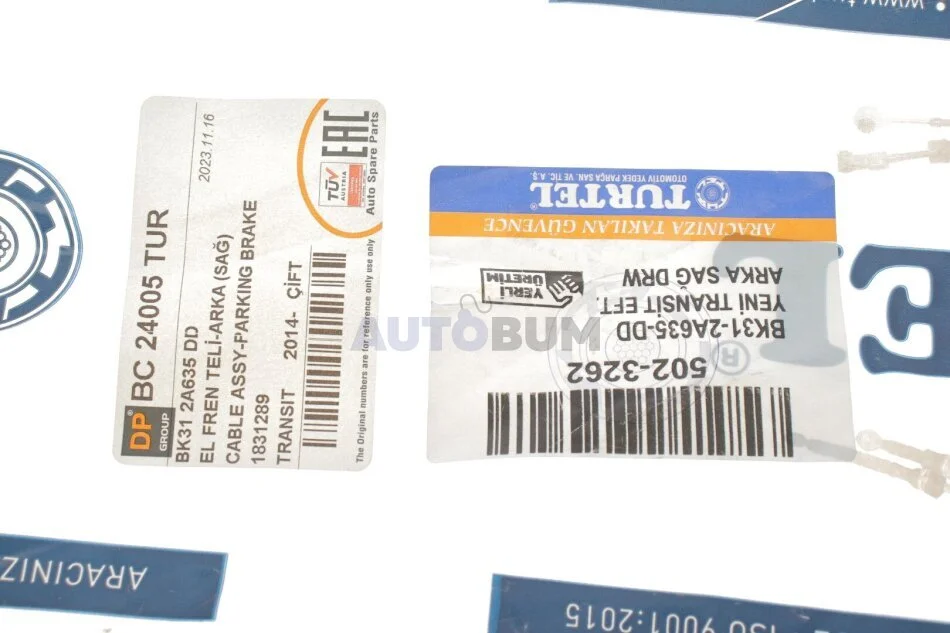 DP®
GROUP
BC 24005 TUR
2023.11.16
BK31 2A635 DD
EL FREN TELİ-ARKA (SAĞ)
CABLE ASSY-PARKING BRAKE
1831289
TRANSIT 2014- ÇİFT
EAC
TÜV
AUSTRIA
Auto Spare Parts
The Original numbers are for reference only use only
TURTEL
OTOMOTİV YEDEK PARÇA SAN. VE TİC. A.Ş.
ARACINIZA TAKILAN GÜVENCE
YERLİ
ÜRETİM
ARKA SAĞ DRW
YENİ TRANSİT EFT.
BK31-2A635-DD
502-3262
AUTOBUM
®
E
ARACINIZ
ISO 9001:2015